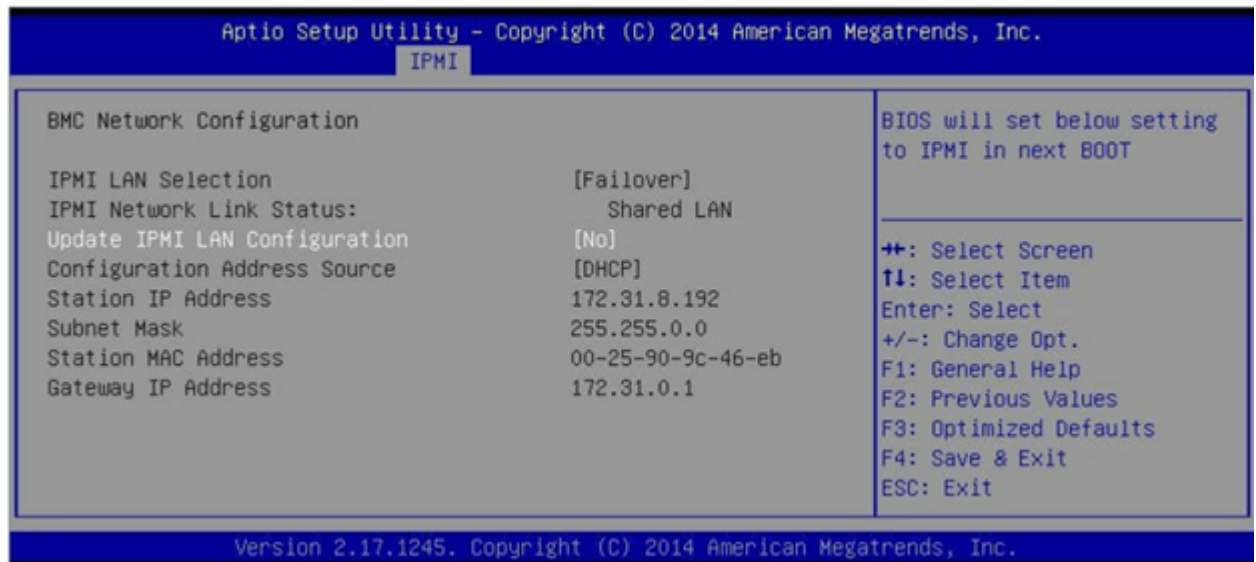 Aptio Setup Utility – Copyright (C) 2014 American Megatrends, Inc.
IPMI
BMC Network Configuration
IPMI LAN Selection [Failover]
IPMI Network Link Status: Shared LAN
Update IPMI LAN Configuration [No]
Configuration Address Source [DHCP]
Station IP Address 172.31.8.192
Subnet Mask 255.255.0.0
Station MAC Address 00-25-90-9c-46-eb
Gateway IP Address 172.31.0.1
BIOS will set below setting
to IPMI in next BOOT
→←: Select Screen
↑↓: Select Item
Enter: Select
+/-: Change Opt.
F1: General Help
F2: Previous Values
F3: Optimized Defaults
F4: Save & Exit
ESC: Exit
Version 2.17.1245. Copyright (C) 2014 American Megatrends, Inc.